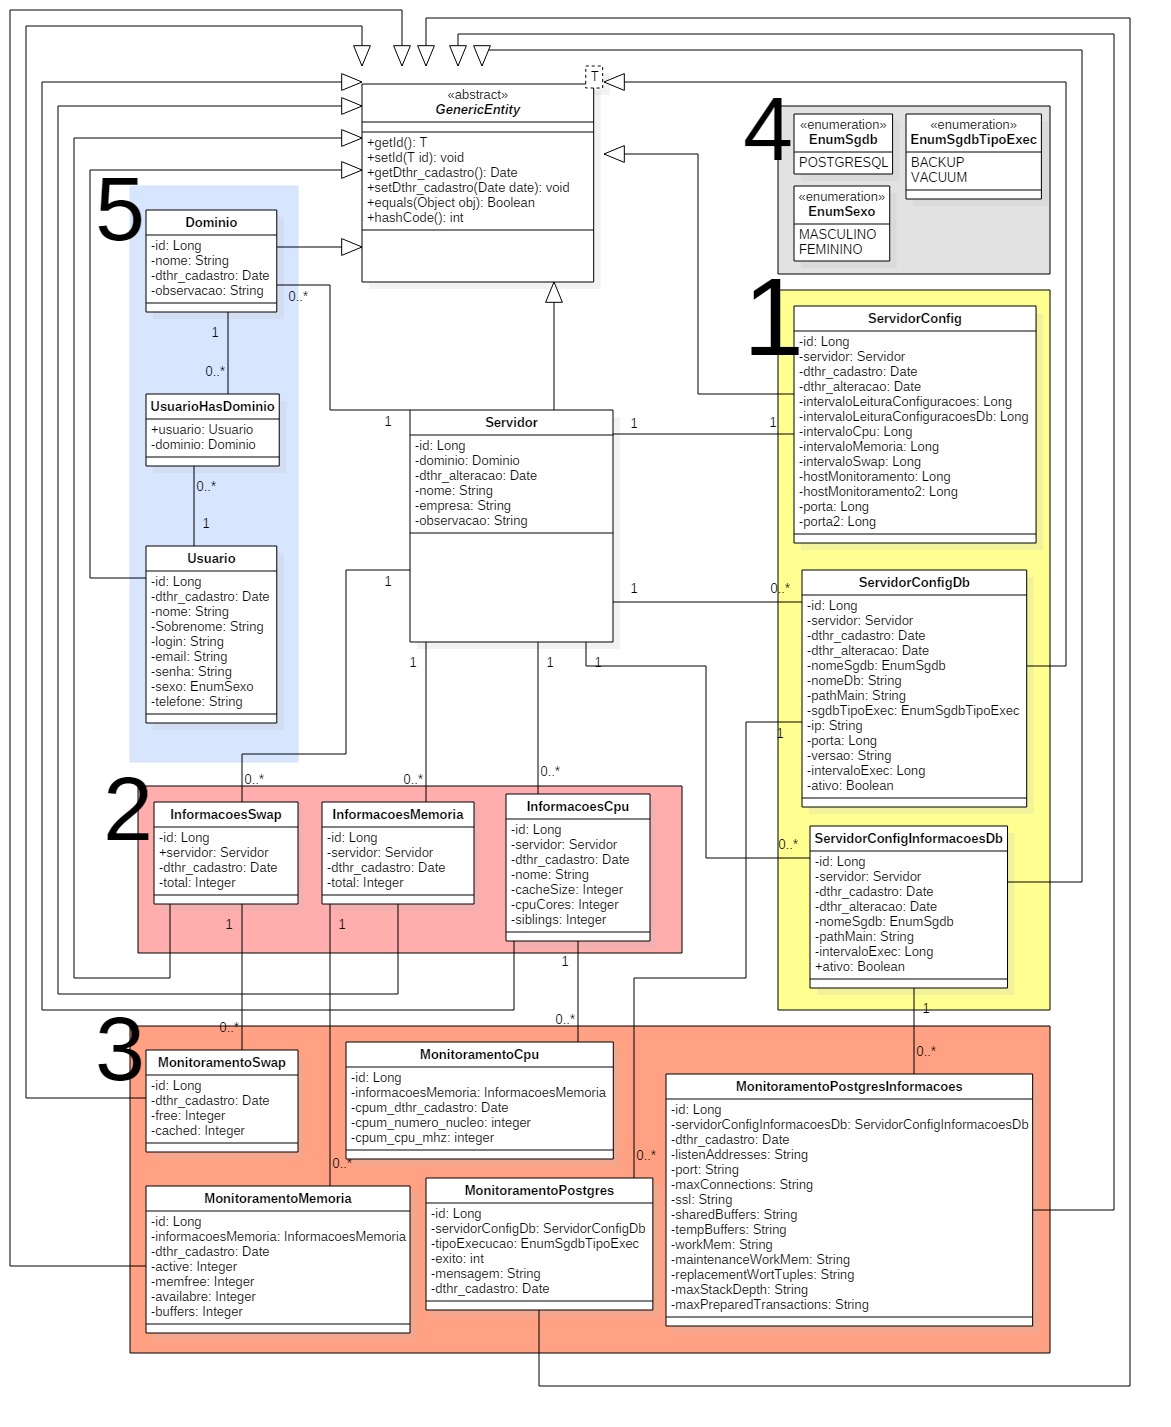 T
«abstract»
GenericEntity
+getId(): T
+setId(T id): void
+getDthr_cadastro(): Date
+setDthr_cadastro(Date date): void
+equals(Object obj): Boolean
+hashCode(): int
4
«enumeration»
EnumSgdb
POSTGRESQL
«enumeration»
EnumSgdbTipoExec
BACKUP
VACUUM
«enumeration»
EnumSexo
MASCULINO
FEMININO
5
Dominio
-id: Long
-nome: String
-dthr_cadastro: Date
-observacao: String
0..*
1
0..*
UsuarioHasDominio
+usuario: Usuario
-dominio: Dominio
0..*
1
Usuario
-id: Long
-dthr_cadastro: Date
-nome: String
-Sobrenome: String
-login: String
-email: String
-senha: String
-sexo: EnumSexo
-telefone: String
1
Servidor
-id: Long
-dominio: Dominio
-dthr_alteracao: Date
-nome: String
-empresa: String
-observacao: String
1
1
1
1
0..*
1
1
1
1
ServidorConfig
-id: Long
-servidor: Servidor
-dthr_cadastro: Date
-dthr_alteracao: Date
-intervaloLeituraConfiguracoes: Long
-intervaloLeituraConfiguracoesDb: Long
-intervaloCpu: Long
-intervaloMemoria: Long
-intervaloSwap: Long
-hostMonitoramento: Long
-hostMonitoramento2: Long
-porta: Long
-porta2: Long
ServidorConfigDb
-id: Long
-servidor: Servidor
-dthr_cadastro: Date
-dthr_alteracao: Date
-nomeSgdb: EnumSgdb
-nomeDb: String
-pathMain: String
-sgdbTipoExec: EnumSgdbTipoExec
-ip: String
-porta: Long
-versao: String
-intervaloExec: Long
-ativo: Boolean
1
0..*
ServidorConfigInformacoesDb
-id: Long
-servidor: Servidor
-dthr_cadastro: Date
-dthr_alteracao: Date
-nomeSgdb: EnumSgdb
-pathMain: String
-intervaloExec: Long
+ativo: Boolean
1
0..*
2
0..*
0..*
0..*
InformacoesSwap
-id: Long
+servidor: Servidor
-dthr_cadastro: Date
-total: Integer
1
InformacoesMemoria
-id: Long
-servidor: Servidor
-dthr_cadastro: Date
-total: Integer
1
InformacoesCpu
-id: Long
-servidor: Servidor
-dthr_cadastro: Date
-nome: String
-cacheSize: Integer
-cpuCores: Integer
-siblings: Integer
1
3
0..*
0..*
MonitoramentoSwap
-id: Long
-dthr_cadastro: Date
-free: Integer
-cached: Integer
MonitoramentoCpu
-id: Long
-informacoesMemoria: InformacoesMemoria
-cpum_dthr_cadastro: Date
-cpum_numero_nucleo: integer
-cpum_cpu_mhz: integer
0..*
0..*
MonitoramentoMemoria
-id: Long
-informacoesMemoria: InformacoesMemoria
-dthr_cadastro: Date
-active: Integer
-memfree: Integer
-availabre: Integer
-buffers: Integer
MonitoramentoPostgres
-id: Long
-servidorConfigDb: ServidorConfigDb
-tipoExecucao: EnumSgdbTipoExec
-exito: int
-mensagem: String
-dthr_cadastro: Date
MonitoramentoPostgresInformacoes
-id: Long
-servidorConfigInformacoesDb: ServidorConfigInformacoesDb
-dthr_cadastro: Date
-listenAddresses: String
-port: String
-maxConnections: String
-ssl: String
-sharedBuffers: String
-tempBuffers: String
-workMem: String
-maintenanceWorkMem: String
-replacementWortTuples: String
-maxStackDepth: String
-maxPreparedTransactions: String